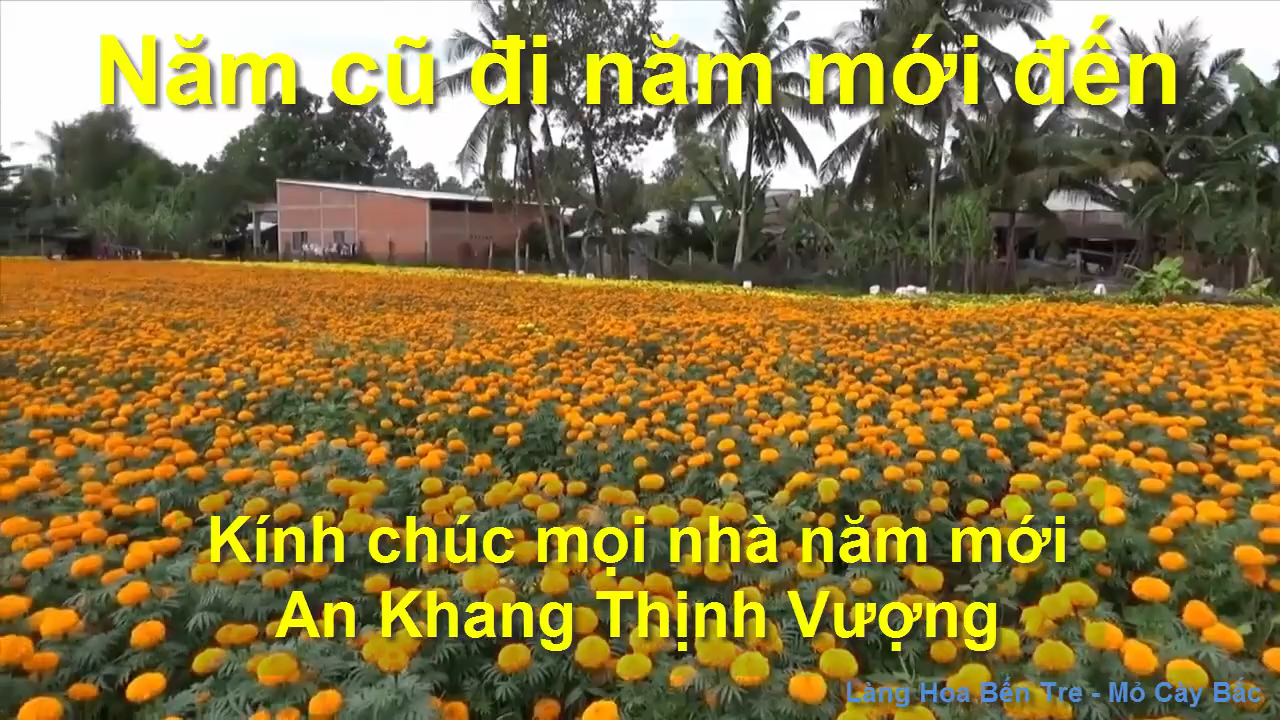 Năm cũ đi năm mới đến
Kính chúc mọi nhà năm mới
An Khang Thịnh Vượng
Làng Hoa Bến Tre - Mỏ Cày Bắc